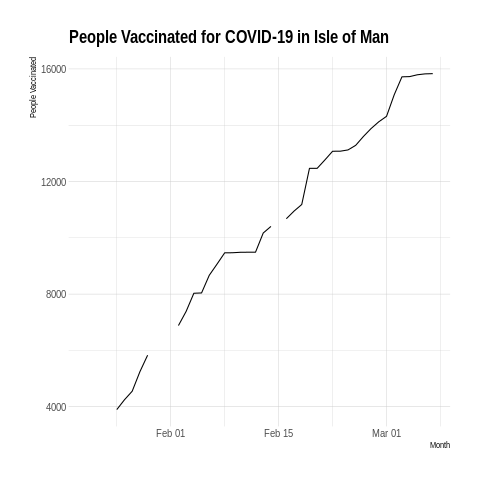 People Vaccinated for COVID-19 in Isle of Man
People Vaccinated
16000
12000
8000
4000
Feb 01 Feb 15 Mar 01
Month